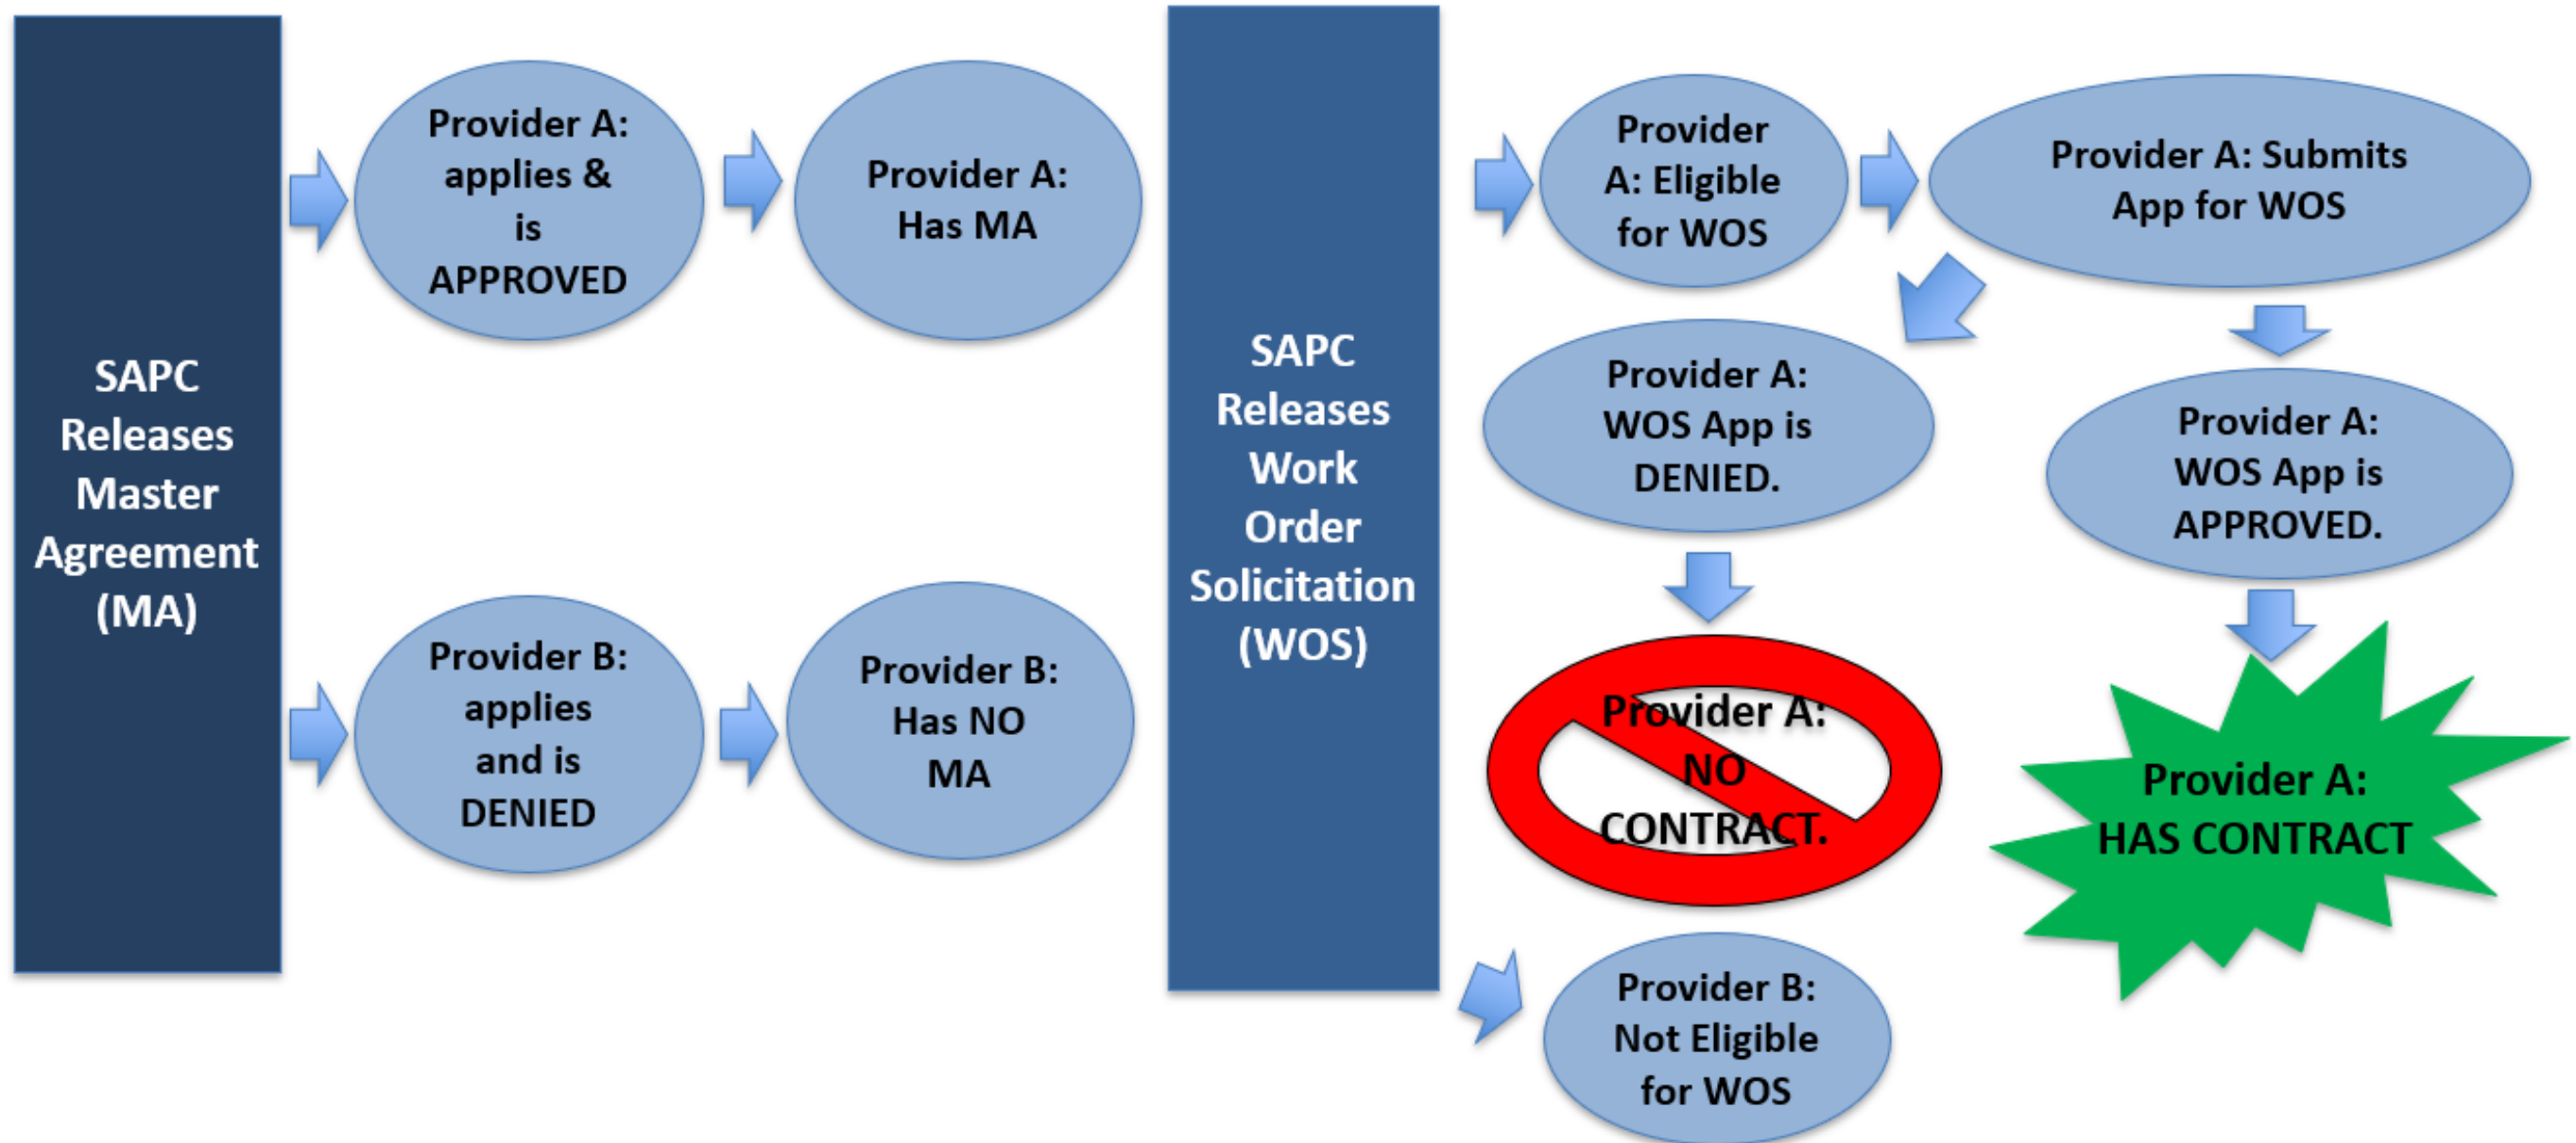 SAPC
Releases
Master
Agreement
(MA)
Provider A:
applies &
is
APPROVED
Provider A:
Has MA
Provider B:
applies
and is
DENIED
Provider B:
Has NO
MA
SAPC
Releases
Work
Order
Solicitation
(WOS)
Provider
A: Eligible
for WOS
Provider A: Submits
App for WOS
Provider A:
WOS App is
DENIED.
Provider A:
WOS App is
APPROVED.
Provider A:
NO
CONTRACT.
Provider A:
HAS CONTRACT
Provider B:
Not Eligible
for WOS